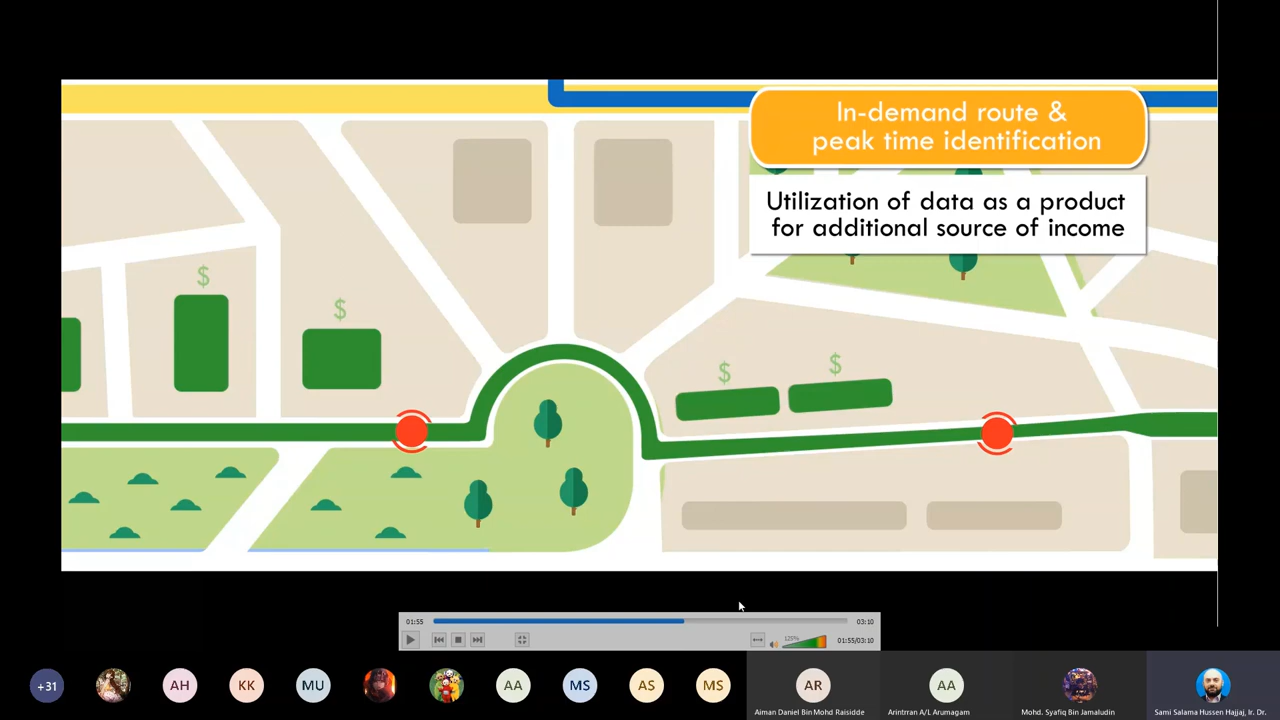 In-demand route &
peak time identification
Utilization of data as a product
for additional source of income
$
$
$
$
01:55
03:10
125%
01:55/03:10
+31
AH
KK
MU
AA
MS
AS
MS
AR
AA
Aiman Daniel Bin Mohd Raisidde
Arintrran A/L Arumagam
Mohd. Syafiq Bin Jamaludin
Sami Salama Hussen Hajjaj, Ir. Dr.